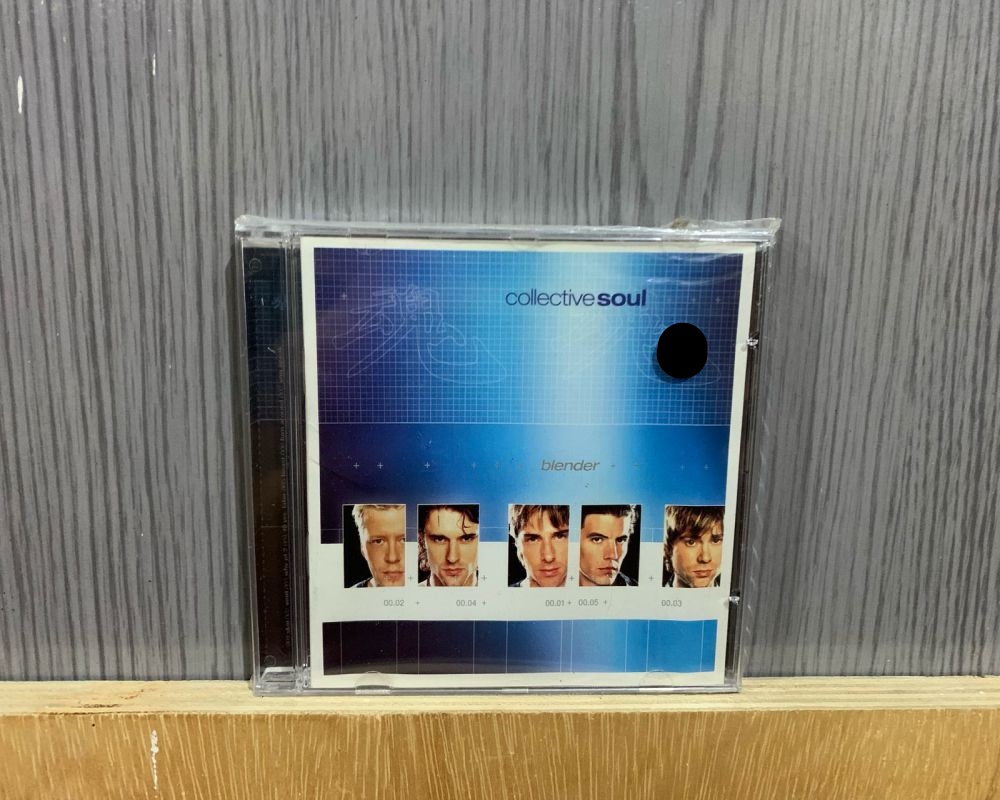 collective soul
blender
00.02 + 00.04 + 00.01 + 00.05 + 00.03